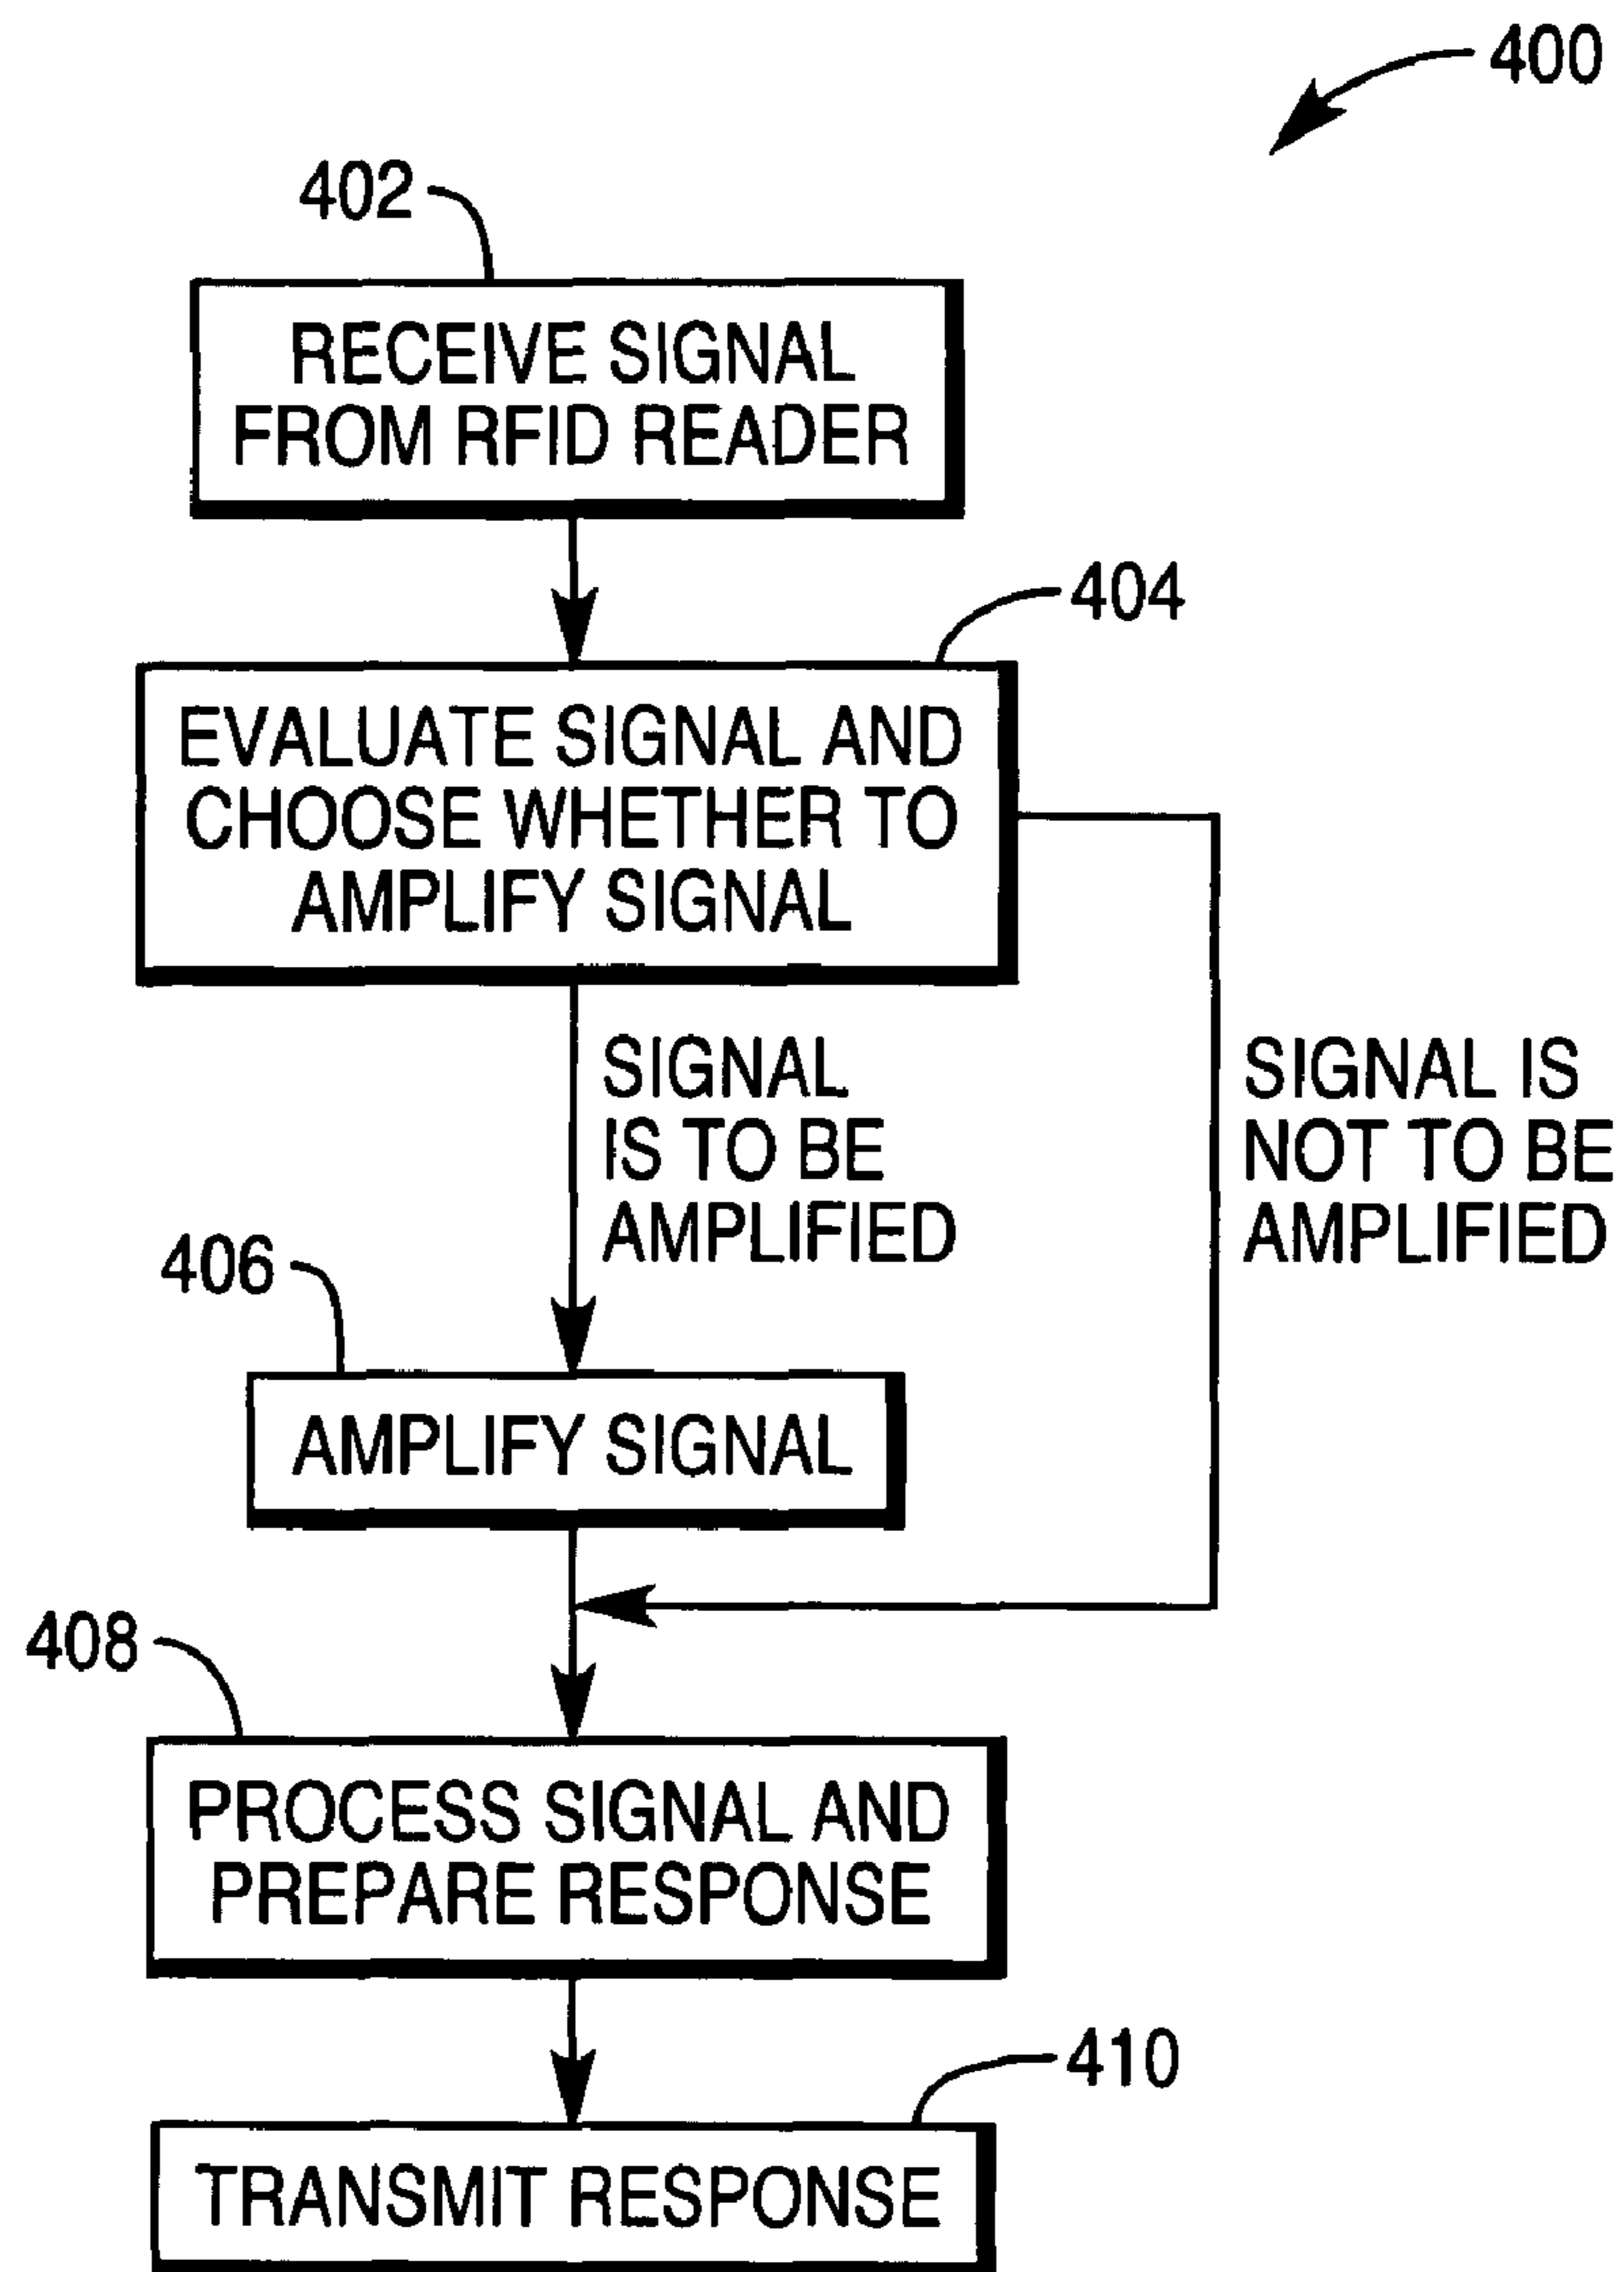 400
402
RECEIVE SIGNAL
FROM RFID READER
404
EVALUATE SIGNAL AND
CHOOSE WHETHER TO
AMPLIFY SIGNAL
SIGNAL
IS TO BE
AMPLIFIED
SIGNAL IS
NOT TO BE
AMPLIFIED
406
AMPLIFY SIGNAL
408
PROCESS SIGNAL AND
PREPARE RESPONSE
410
TRANSMIT RESPONSE